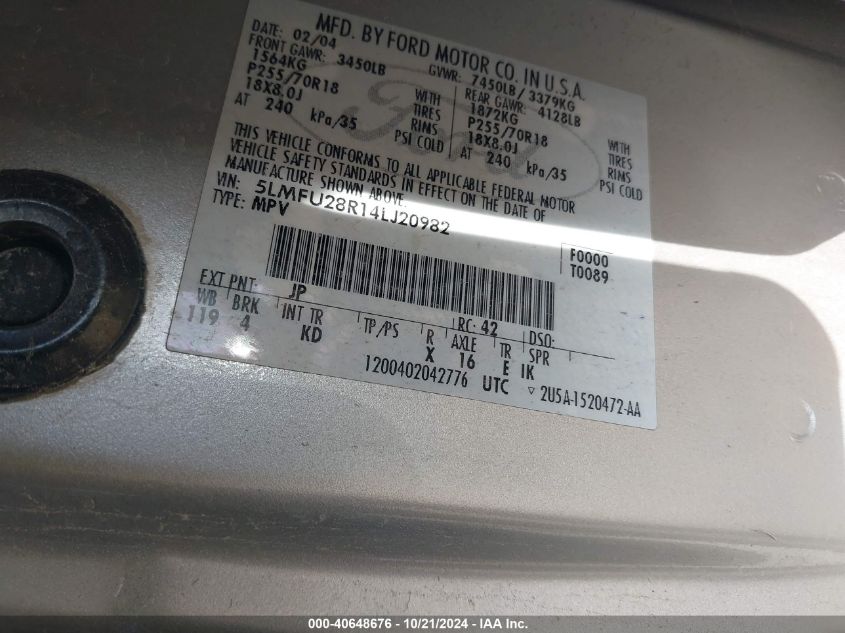 MFD. BY FORD MOTOR CO. IN U.S.A.
DATE: 02/04 GVWR: 7450LB/ 3379KG
FRONT GAWR: 3450LB REAR GAWR: 4128LB
1564KG WITH 1872KG WITH
P255/70R18 TIRES P255/70R18 TIRES
18X8.0J RIMS 18X8.0J RIMS
AT 240 kPa/35 PSI COLD AT 240 kPa/35 PSI COLD
THIS VEHICLE CONFORMS TO ALL APPLICABLE FEDERAL MOTOR
VEHICLE SAFETY STANDARDS IN EFFECT ON THE DATE OF
MANUFACTURE SHOWN ABOVE.
VIN: 5LMFU28R14LJ20982
TYPE: MPV
F0000
T0089
EXT PNT: JP RC: 42 DSO:
WB BRK INT TR TP/PS R AXLE TR SPR
119 4 KD X 16 E IK
1200402042776 UTC ▽ 2U5A-1520472-AA
Ford
000-40648676 - 10/21/2024 - IAA Inc.